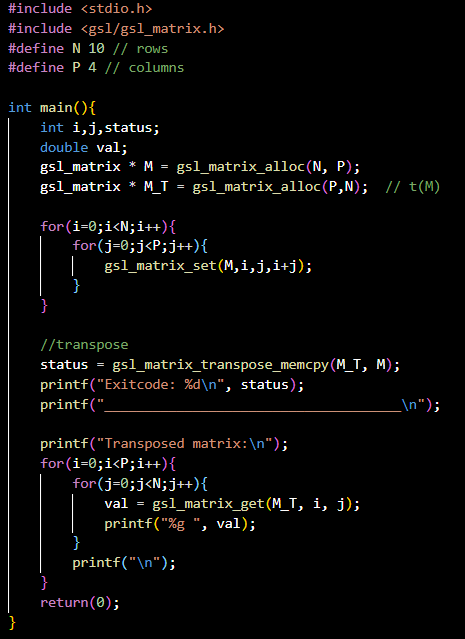 #include <stdio.h>
#include <gsl/gsl_matrix.h>
#define N 10 // rows
#define P 4 // columns
int main(){
int i,j,status;
double val;
gsl_matrix * M = gsl_matrix_alloc(N, P);
gsl_matrix * M_T = gsl_matrix_alloc(P,N);  // t(M)
for(i=0;i<N;i++){
for(j=0;j<P;j++){
gsl_matrix_set(M,i,j,i+j);
}
}
//transpose
status = gsl_matrix_transpose_memcpy(M_T, M);
printf("Exitcode: %d\n", status);
printf("_____________________________________\n");
printf("Transposed matrix:\n");
for(i=0;i<P;i++){
for(j=0;j<N;j++){
val = gsl_matrix_get(M_T, i, j);
printf("%g ", val);
}
printf("\n");
}
return(0);
}